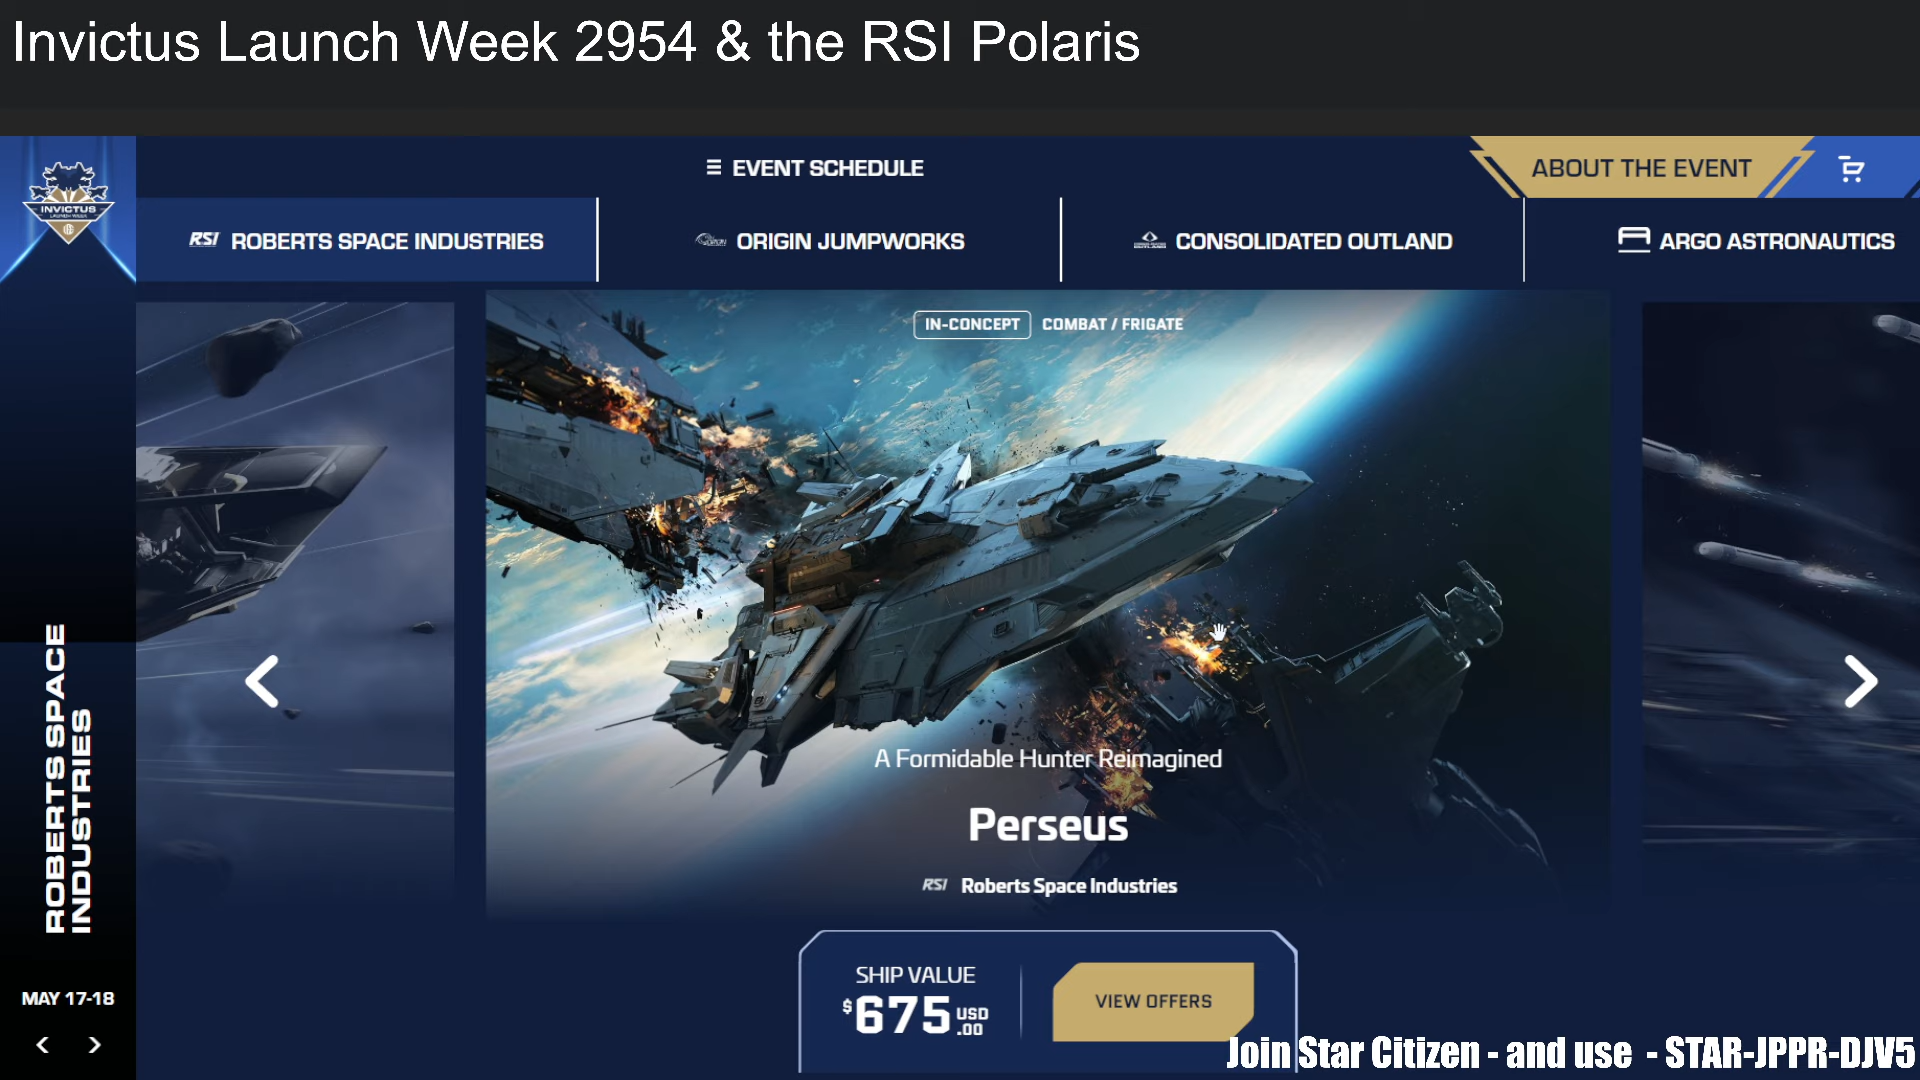 Invictus Launch Week 2954 & the RSI Polaris
EVENT SCHEDULE
ABOUT THE EVENT
INVICTUS
LAUNCH WEEK
RSI ROBERTS SPACE INDUSTRIES
ORIGIN JUMPWORKS
CONSOLIDATED OUTLAND
ARGO ASTRONAUTICS
IN-CONCEPT COMBAT / FRIGATE
A Formidable Hunter Reimagined
Perseus
RSI Roberts Space Industries
ROBERTS SPACE
INDUSTRIES
MAY 17-18
SHIP VALUE
$675 USD .00
VIEW OFFERS
Join Star Citizen - and use - STAR-JPPR-DJV5